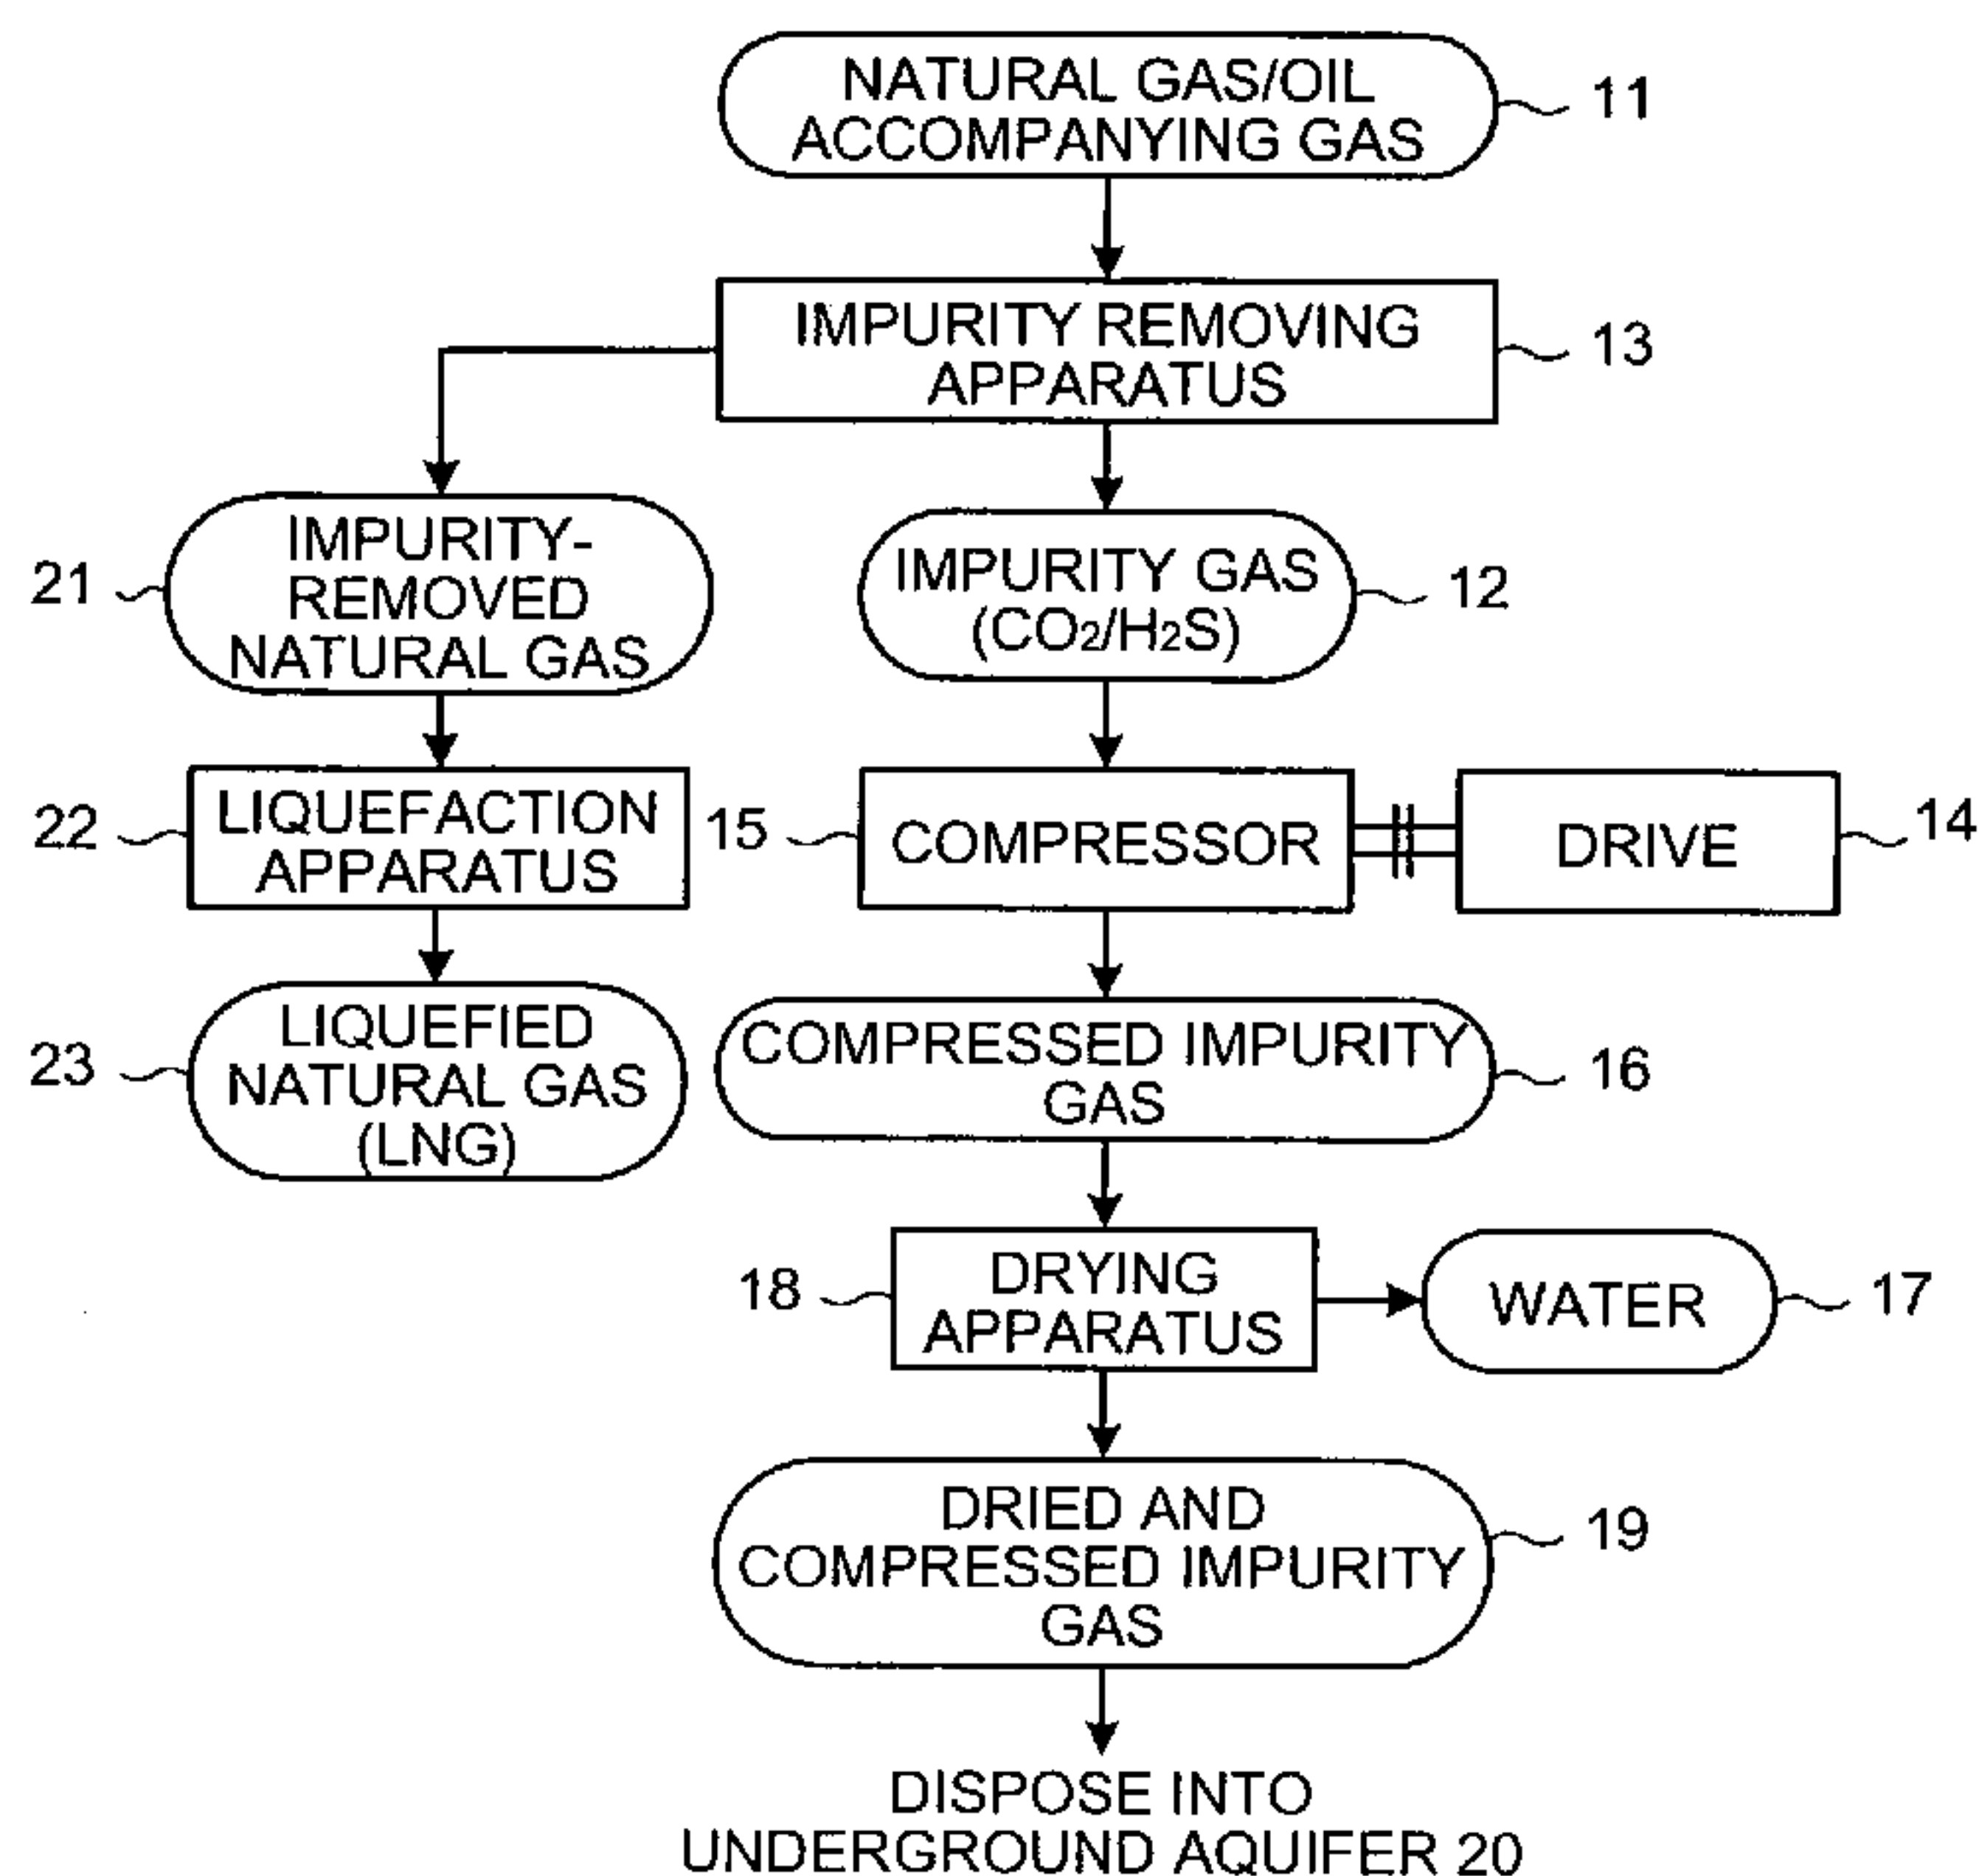 NATURAL GAS/OIL
ACCOMPANYING GAS
11
IMPURITY REMOVING
APPARATUS
13
21
IMPURITY-
REMOVED
NATURAL GAS
IMPURITY GAS
(CO2/H2S)
12
22
LIQUEFACTION
APPARATUS
15
COMPRESSOR
DRIVE
14
23
LIQUEFIED
NATURAL GAS
(LNG)
COMPRESSED IMPURITY
GAS
16
18
DRYING
APPARATUS
WATER
17
DRIED AND
COMPRESSED IMPURITY
GAS
19
DISPOSE INTO
UNDERGROUND AQUIFER 20